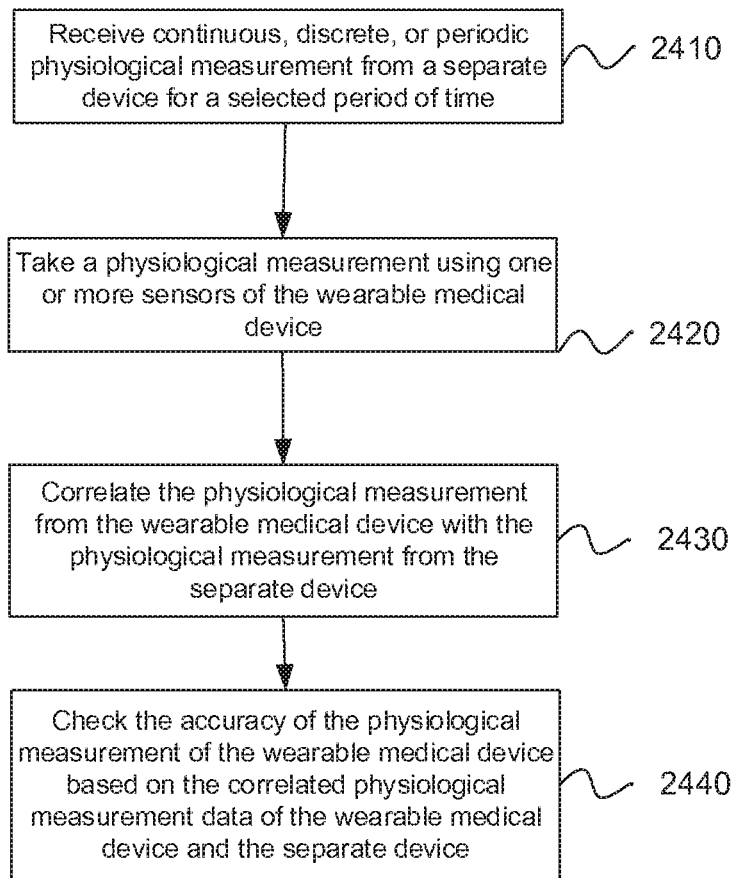 Receive continuous, discrete, or periodic
physiological measurement from a separate
device for a selected period of time
2410
Take a physiological measurement using one
or more sensors of the wearable medical
device
2420
Correlate the physiological measurement
from the wearable medical device with the
physiological measurement from the
separate device
2430
Check the accuracy of the physiological
measurement of the wearable medical device
based on the correlated physiological
measurement data of the wearable medical
device and the separate device
2440